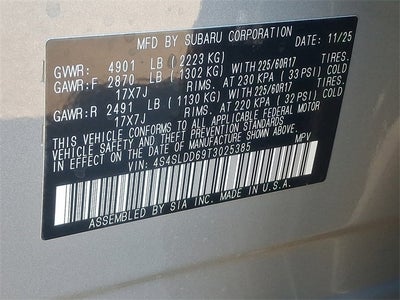 MFD BY SUBARU CORPORATION DATE 11/25
GVWR: 4901 LB (2223 KG)
GAWR:F 2870 LB (1302 KG) WITH 225/60R17 TIRES.
17X7J RIMS. AT 230 KPA ( 33 PSI) COLD
GAWR:R 2491 LB (1130 KG) WITH 225/60R17 TIRES.
17X7J RIMS. AT 220 KPA ( 32 PSI) COLD
THIS VEHICLE CONFORMS TO ALL APPLICABLE FEDERAL MOTOR
VEHICLE SAFETY, BUMPER, AND THEFT PREVENTION STANDARDS
IN EFFECT ON THE DATE OF MANUFACTURE SHOWN ABOVE.
VIN: 4S4SLDD69T3025385 MPV
ASSEMBLED BY SIA INC. MADE IN U.S.A.